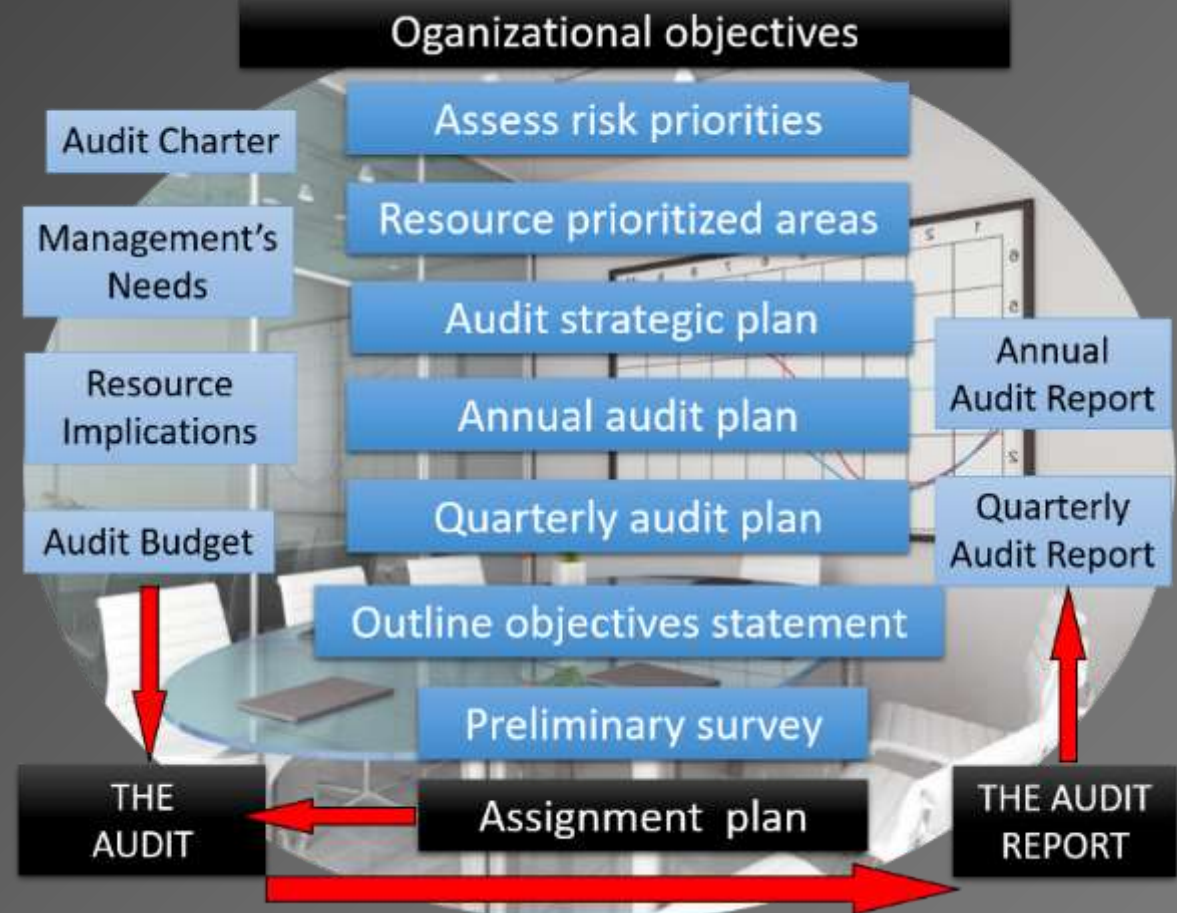 Oganizational objectives
Assess risk priorities
Audit Charter
Resource prioritized areas
Management's
Needs
Audit strategic plan
Annual
Audit Report
Resource
Implications
Annual audit plan
Quarterly audit plan
Quarterly
Audit Report
Audit Budget
Outline objectives statement
Preliminary survey
THE
AUDIT
Assignment plan
THE AUDIT
REPORT